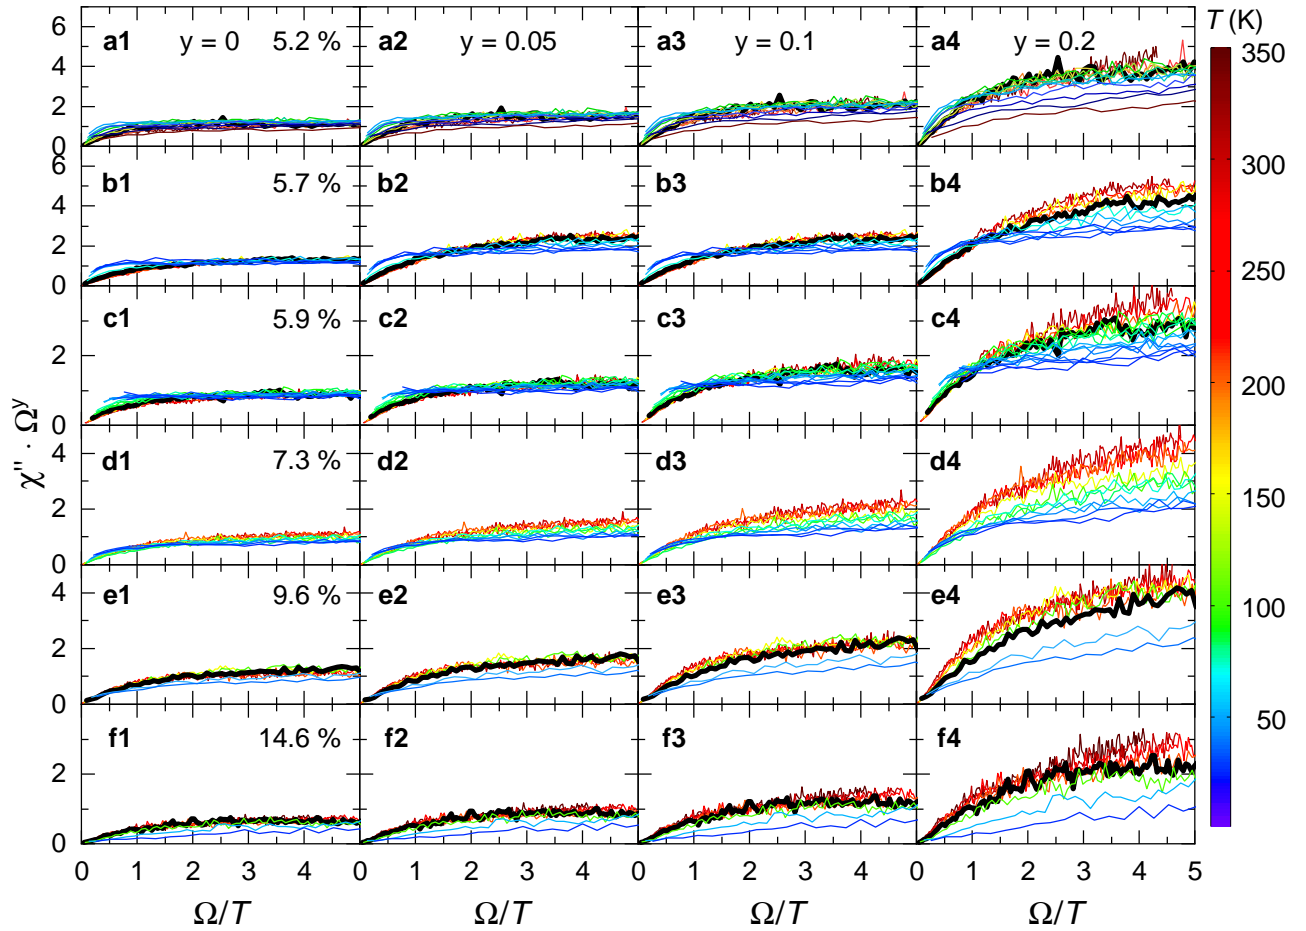 6 a1 y = 0 5.2 % a2 y = 0.05 a3 y = 0.1 a4 y = 0.2 T (K)
4
2
0
6 b1 5.7 % b2 b3 b4
4
2
0
c1 5.9 % c2 c3 c4
2
0
4 d1 7.3 % d2 d3 d4
2
0
4 e1 9.6 % e2 e3 e4
2
0
f1 14.6 % f2 f3 f4
2
0
χ'' · Ω^y
0 1 2 3 4 0 1 2 3 4 0 1 2 3 4 0 1 2 3 4 5
Ω/T Ω/T Ω/T Ω/T
350
300
250
200
150
100
50